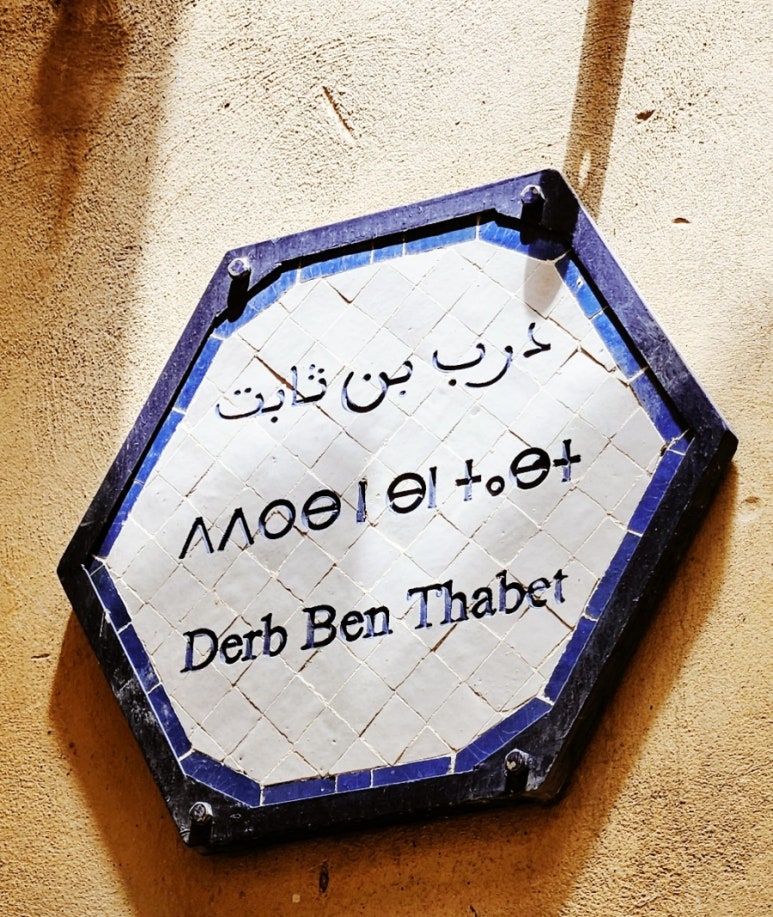 درب بن ثابت
ⴷⴷⵔⴱ ⵏ ⴱⵏ ⵜⴰⴱⵜ
Derb Ben Thabet